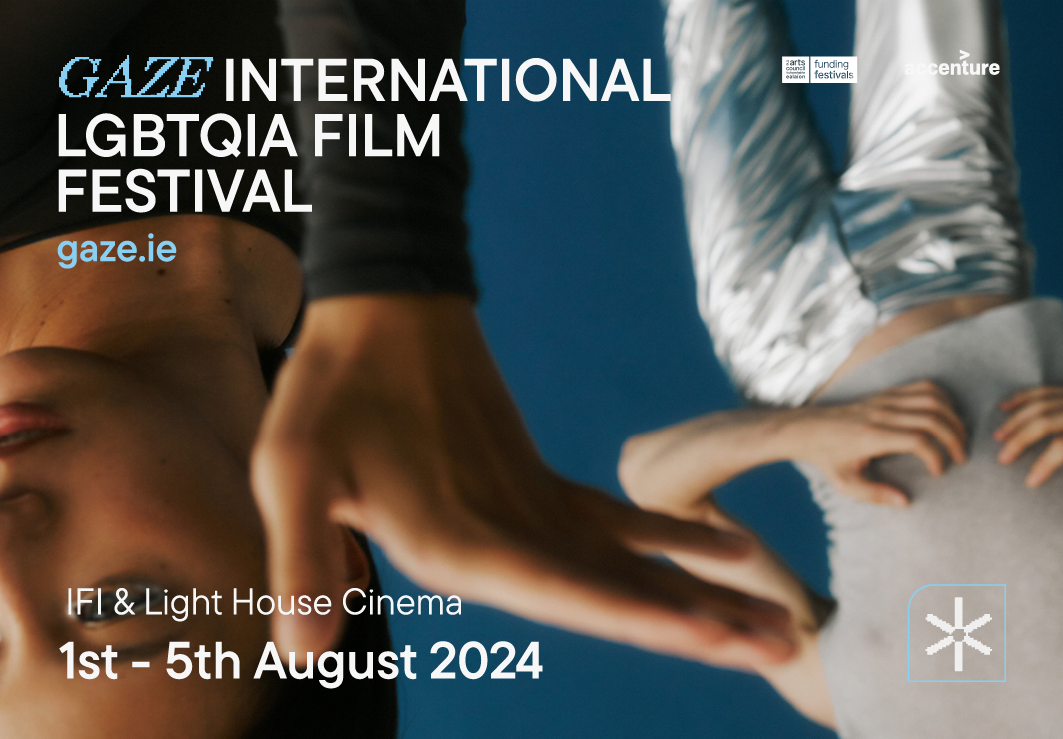 GAZE INTERNATIONAL
LGBTQIA FILM
FESTIVAL
gaze.ie
arts
council
funding
festivals
accenture
IFI & Light House Cinema
1st - 5th August 2024